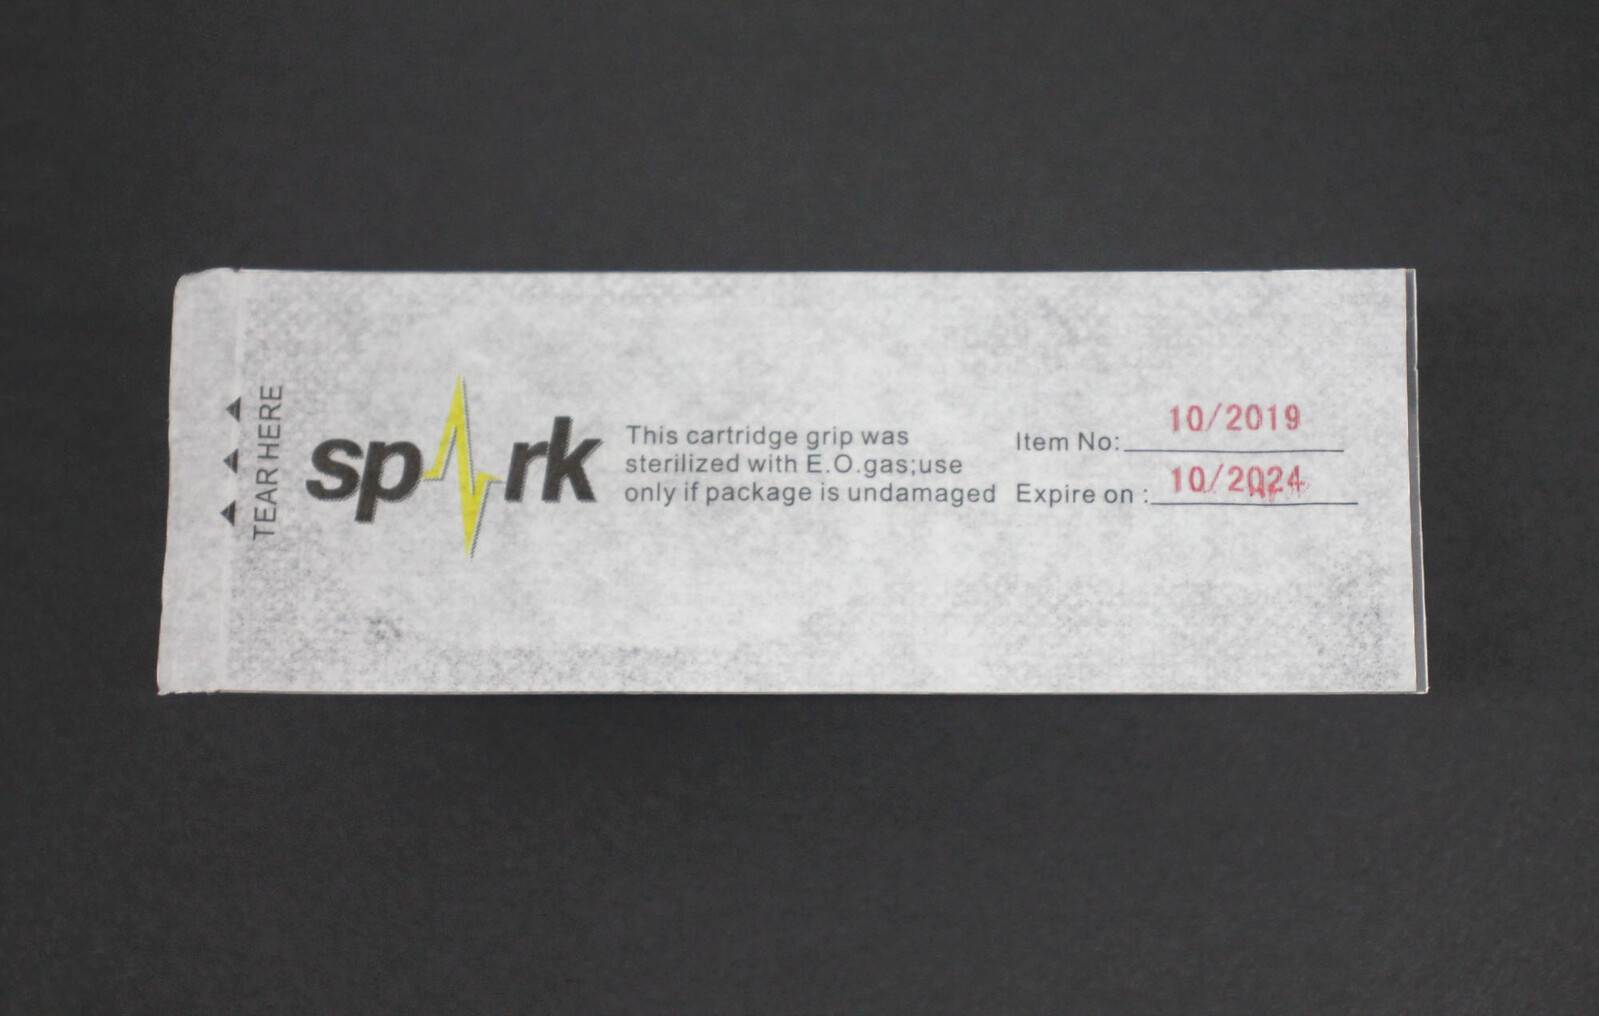 TEAR HERE
spark
This cartridge grip was
sterilized with E.O.gas;use
only if package is undamaged
Item No: 10/2019
Expire on : 10/2024